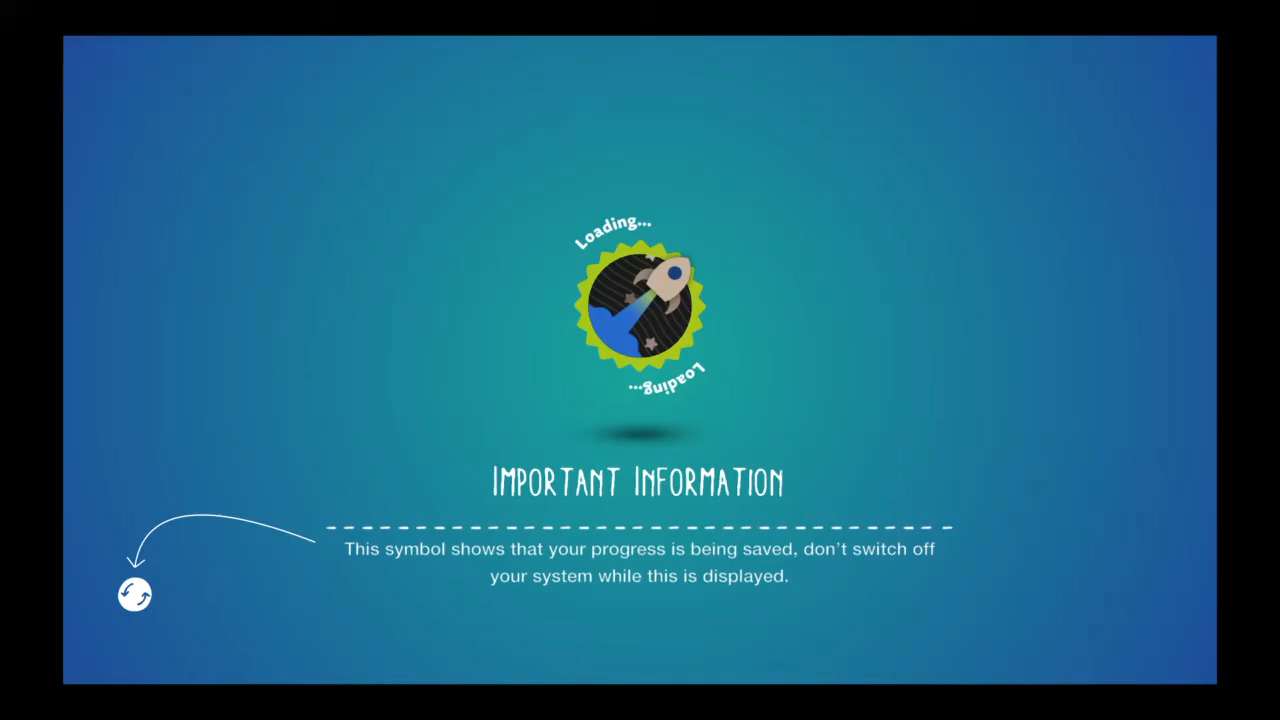 Loading...
Loading...
Important Information
This symbol shows that your progress is being saved, don't switch off
your system while this is displayed.